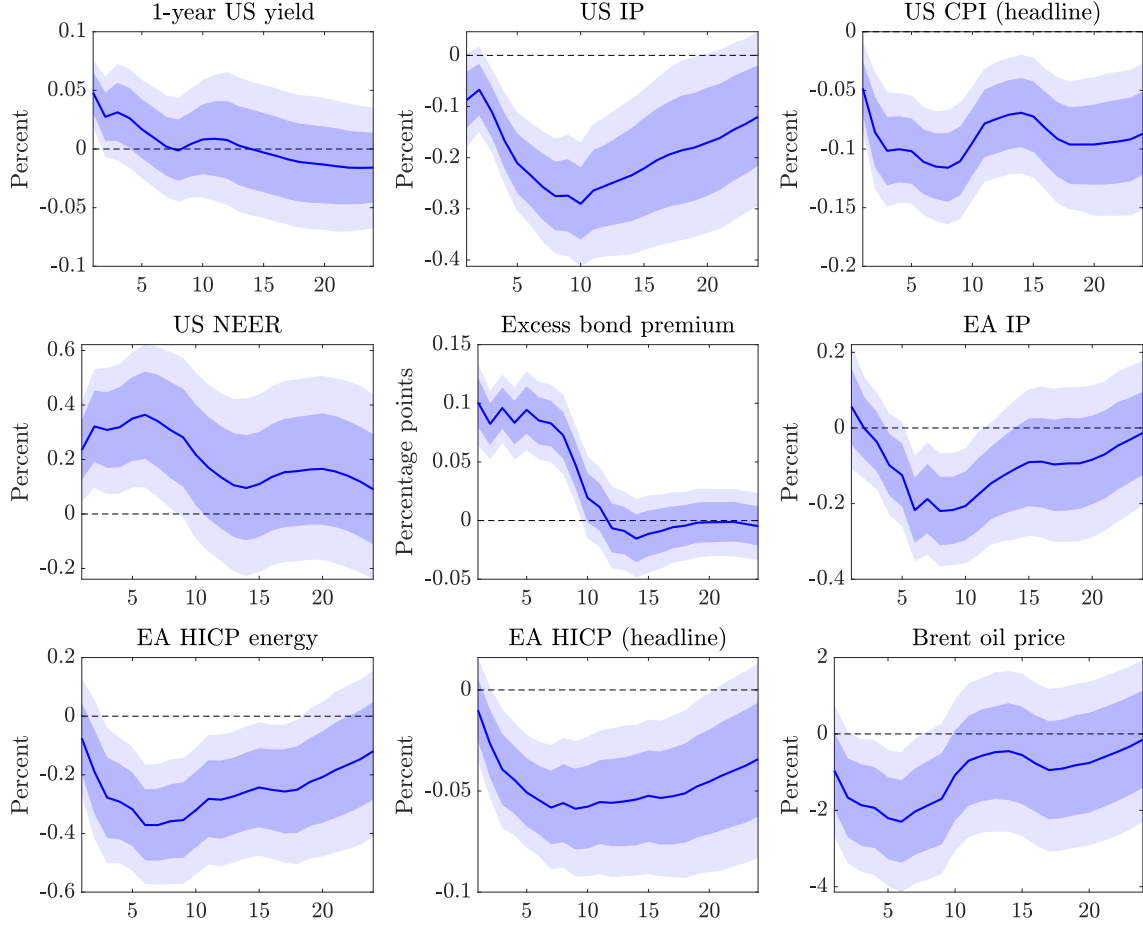 1-year US yield
0.1
0.05
0
-0.05
-0.1
Percent
5 10 15 20
US IP
0
-0.1
-0.2
-0.3
-0.4
Percent
5 10 15 20
US CPI (headline)
0
-0.05
-0.1
-0.15
-0.2
Percent
5 10 15 20
US NEER
0.6
0.4
0.2
0
-0.2
Percent
5 10 15 20
Excess bond premium
0.15
0.1
0.05
0
-0.05
Percentage points
5 10 15 20
EA IP
0.2
0
-0.2
-0.4
Percent
5 10 15 20
EA HICP energy
0.2
0
-0.2
-0.4
-0.6
Percent
5 10 15 20
EA HICP (headline)
0
-0.05
-0.1
Percent
5 10 15 20
Brent oil price
2
0
-2
-4
Percent
5 10 15 20